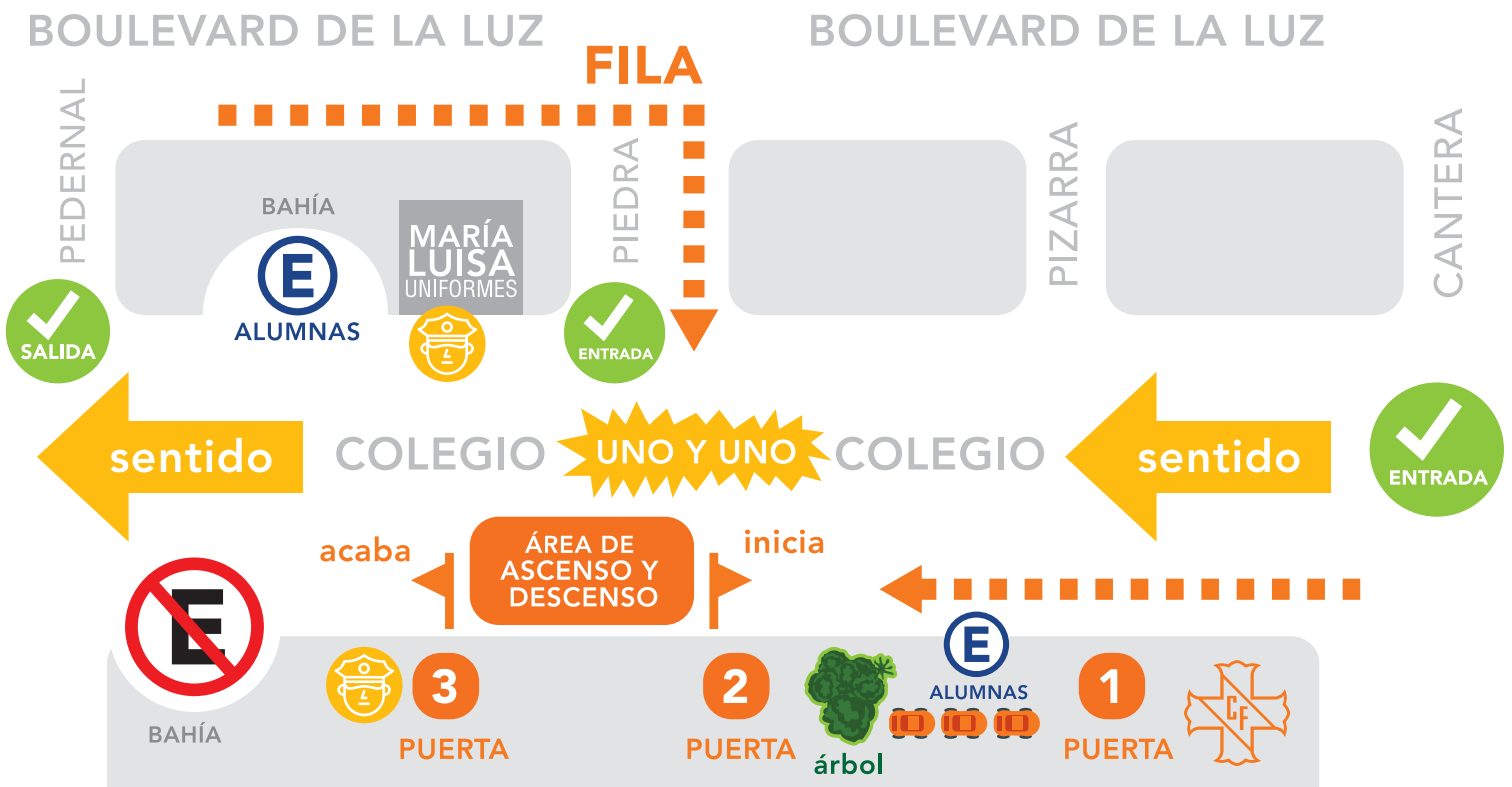 BOULEVARD DE LA LUZ
BOULEVARD DE LA LUZ
FILA
PEDERNAL
PIEDRA
PIZARRA
CANTERA
BAHÍA
E
ALUMNAS
MARÍA
LUISA
UNIFORMES
SALIDA
ENTRADA
sentido
COLEGIO
UNO Y UNO
COLEGIO
sentido
ENTRADA
acaba
ÁREA DE
ASCENSO Y
DESCENSO
inicia
E
BAHÍA
3
PUERTA
2
PUERTA
árbol
E
ALUMNAS
1
PUERTA
CF